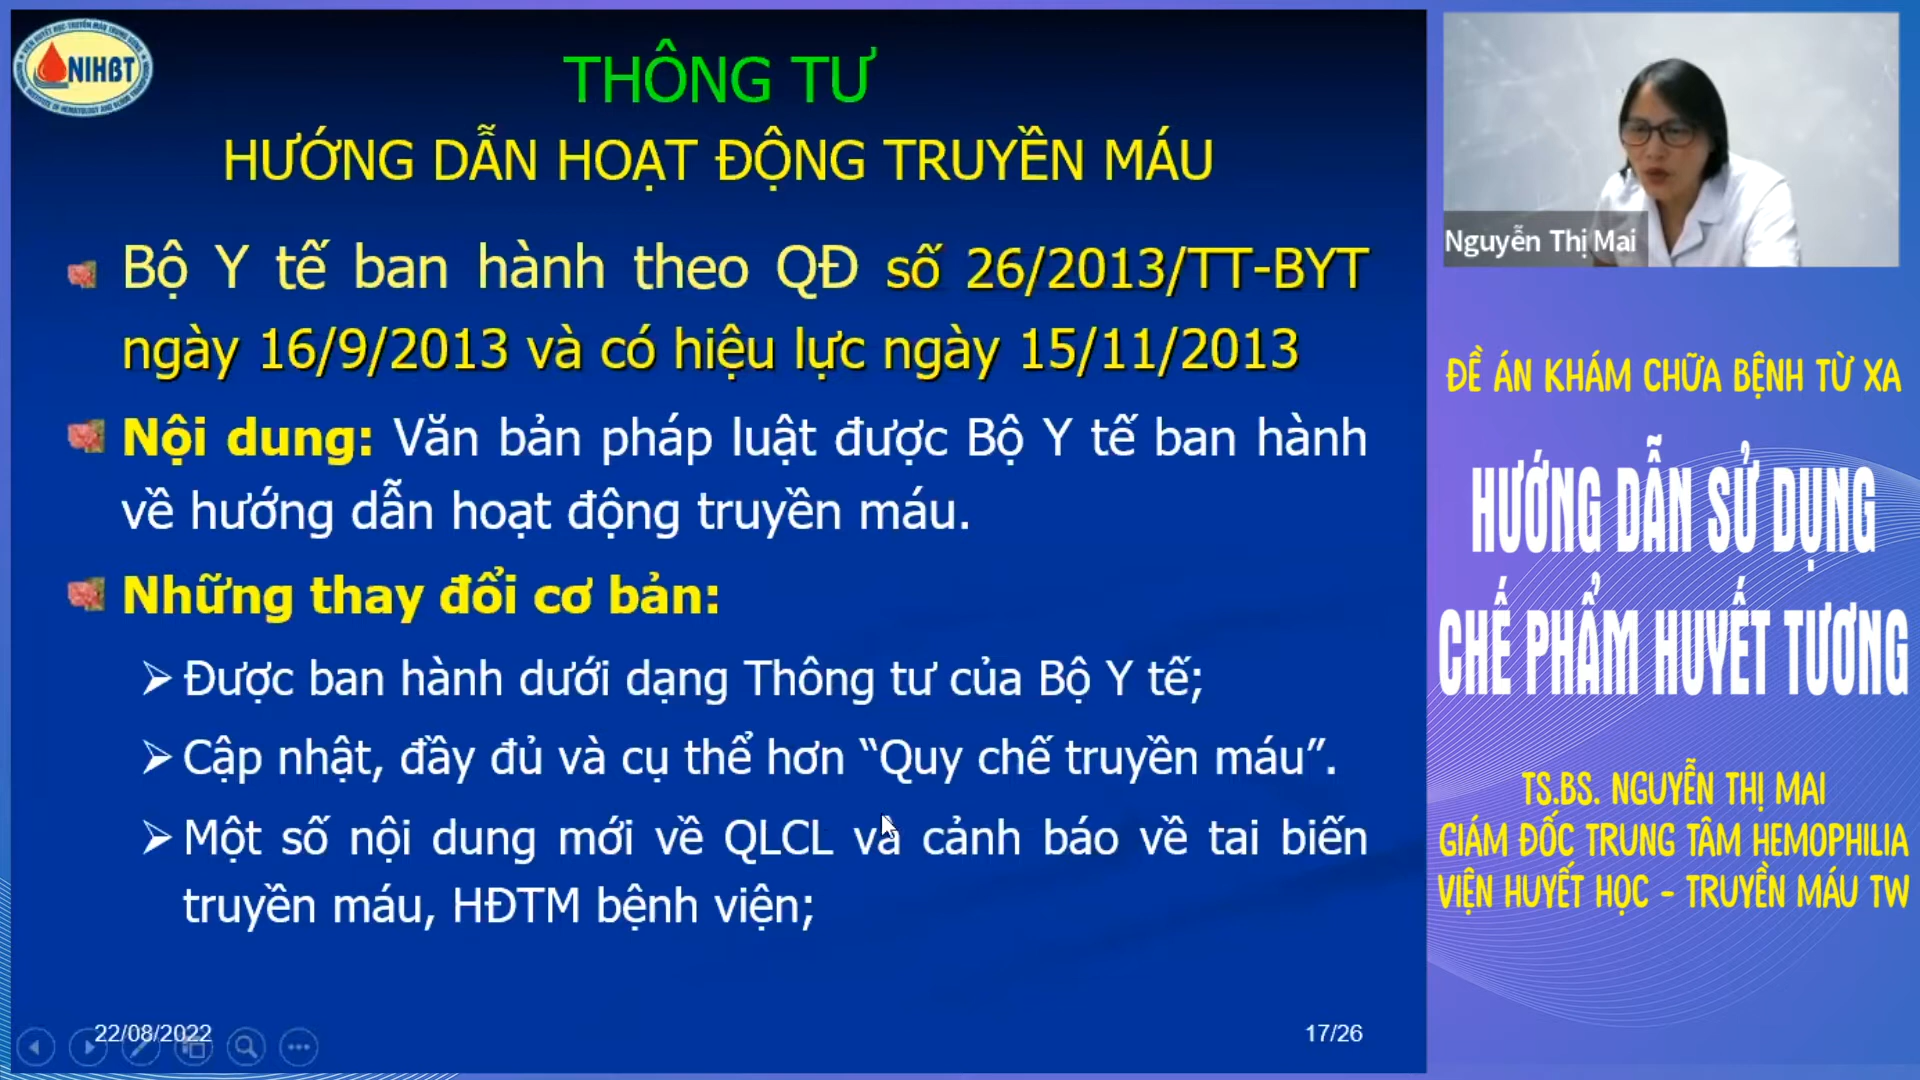 NIHBT
THÔNG TƯ
HƯỚNG DẪN HOẠT ĐỘNG TRUYỀN MÁU
Bộ Y tế ban hành theo QĐ số 26/2013/TT-BYT
ngày 16/9/2013 và có hiệu lực ngày 15/11/2013
Nội dung: Văn bản pháp luật được Bộ Y tế ban hành
về hướng dẫn hoạt động truyền máu.
Những thay đổi cơ bản:
Được ban hành dưới dạng Thông tư của Bộ Y tế;
Cập nhật, đầy đủ và cụ thể hơn “Quy chế truyền máu”.
Một số nội dung mới về QLCL và cảnh báo về tai biến
truyền máu, HĐTM bệnh viện;
22/08/2022
17/26
Nguyễn Thị Mai
ĐỀ ÁN KHÁM CHỮA BỆNH TỪ XA
HƯỚNG DẪN SỬ DỤNG
CHẾ PHẨM HUYẾT TƯƠNG
TS.BS. NGUYỄN THỊ MAI
GIÁM ĐỐC TRUNG TÂM HEMOPHILIA
VIỆN HUYẾT HỌC - TRUYỀN MÁU TW